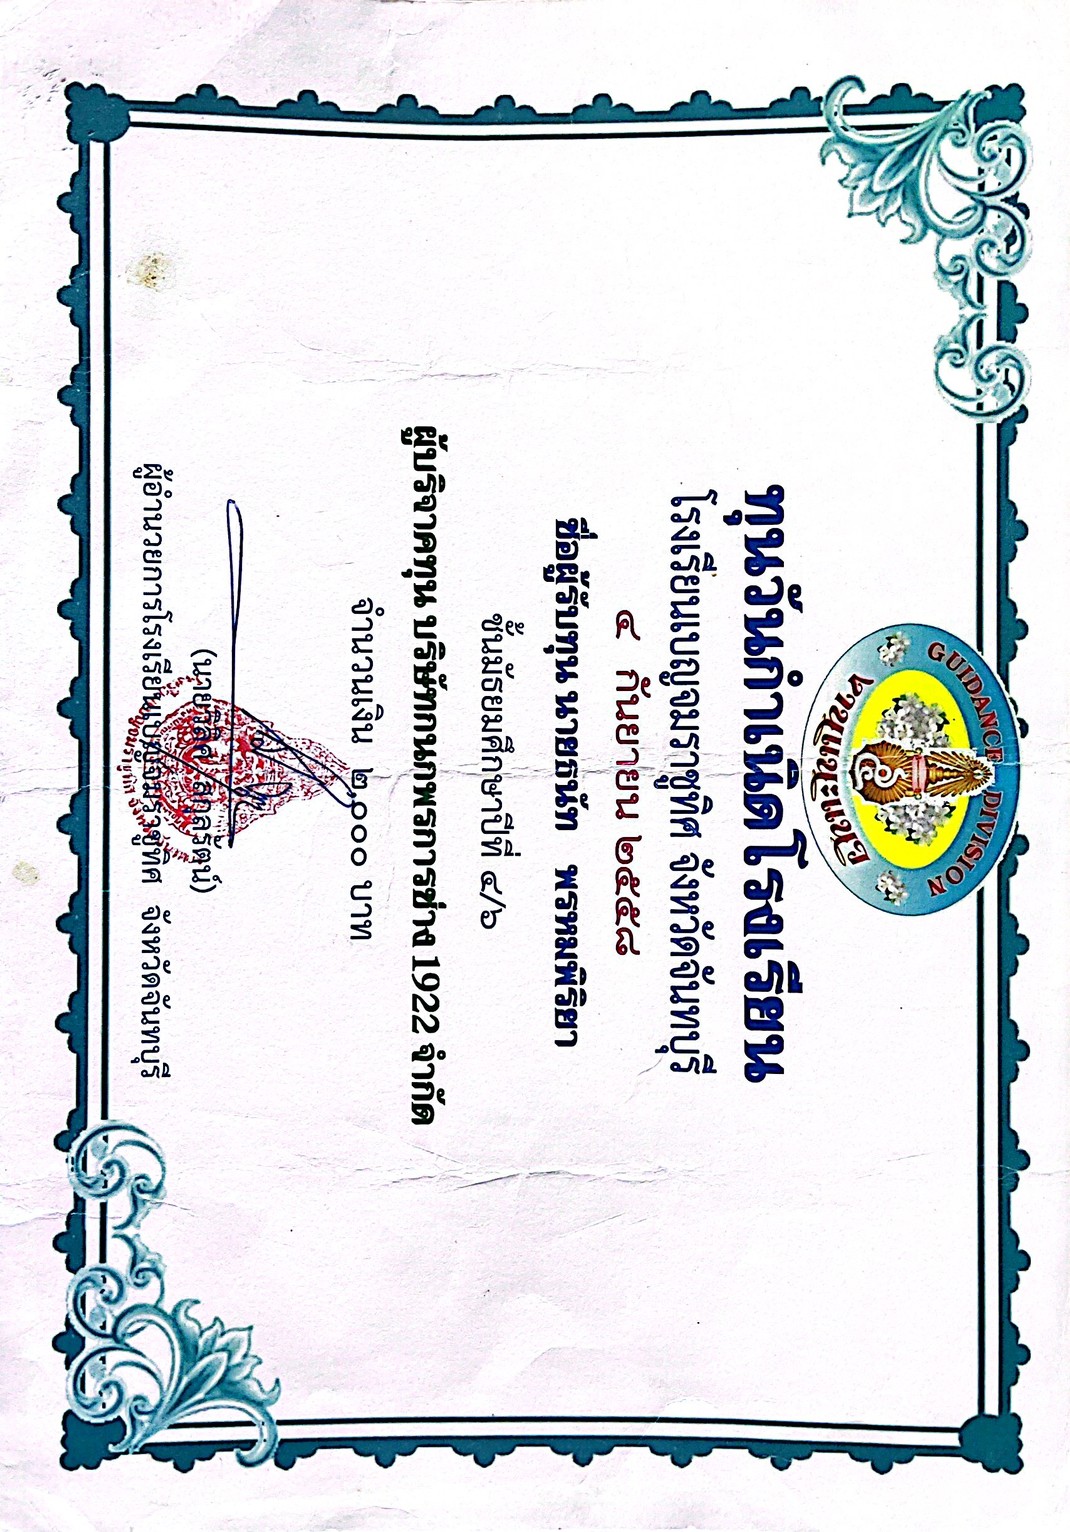 GUIDANCE DIVISION
งานแนะแนว
ทุนวันกำเนิดโรงเรียน
โรงเรียนเบญจมราชูทิศ จังหวัดจันทบุรี
๔ กันยายน ๒๕๕๘
ชื่อผู้รับทุน นายธนัท พรหมพิริยา
ชั้นมัธยมศึกษาปีที่ ๔/๖
ผู้บริจาคทุน บริษัทกนกพรการช่าง 1922 จำกัด
จำนวนเงิน ๒,๐๐๐ บาท
(นายวิลิศ สกุลรัตน์)
ผู้อำนวยการโรงเรียนเบญจมราชูทิศ จังหวัดจันทบุรี